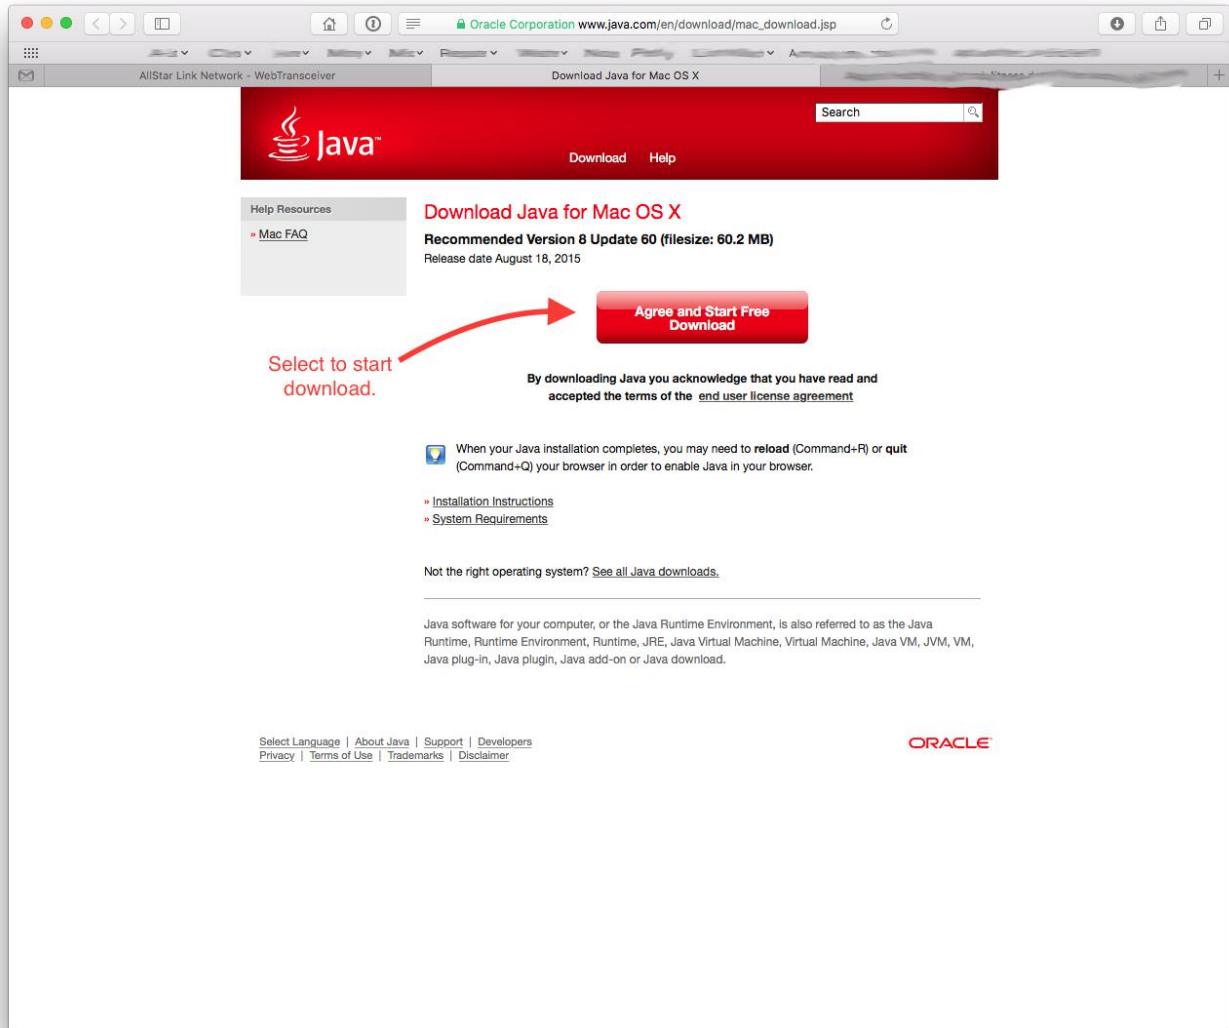 Oracle Corporation www.java.com/en/download/mac_download.jsp
AllStar Link Network - WebTransceiver
Download Java for Mac OS X
Java™
Search
Download Help
Help Resources
» Mac FAQ
Download Java for Mac OS X
Recommended Version 8 Update 60 (filesize: 60.2 MB)
Release date August 18, 2015
Agree and Start Free
Download
Select to start
download.
By downloading Java you acknowledge that you have read and
accepted the terms of the end user license agreement
When your Java installation completes, you may need to reload (Command+R) or quit
(Command+Q) your browser in order to enable Java in your browser.
» Installation Instructions
» System Requirements
Not the right operating system? See all Java downloads.
Java software for your computer, or the Java Runtime Environment, is also referred to as the Java
Runtime, Runtime Environment, Runtime, JRE, Java Virtual Machine, Virtual Machine, Java VM, JVM, VM,
Java plug-in, Java plugin, Java add-on or Java download.
Select Language | About Java | Support | Developers
Privacy | Terms of Use | Trademarks | Disclaimer
ORACLE